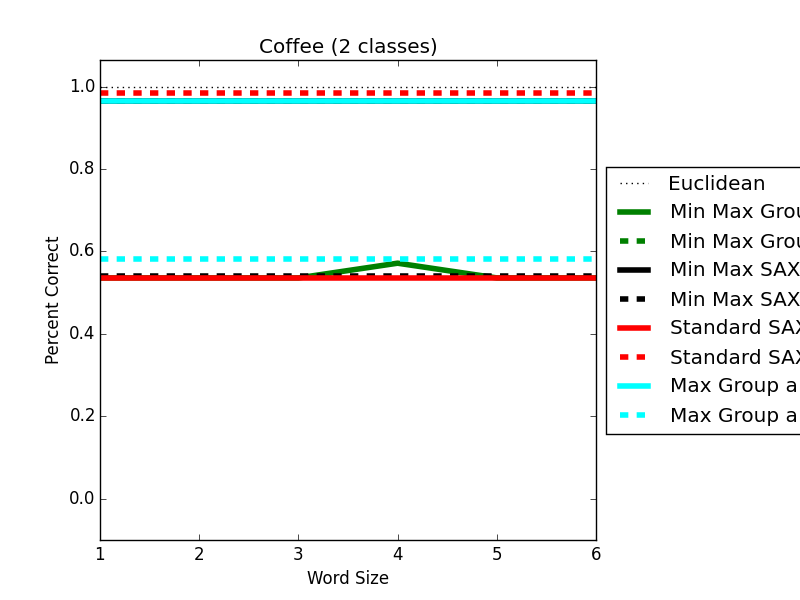 Coffee (2 classes)
1.0
0.8
0.6
0.4
0.2
0.0
Percent Correct
1 2 3 4 5 6
Word Size
Euclidean
Min Max Grou
Min Max Grou
Min Max SAX
Min Max SAX
Standard SAX
Standard SAX
Max Group a
Max Group a